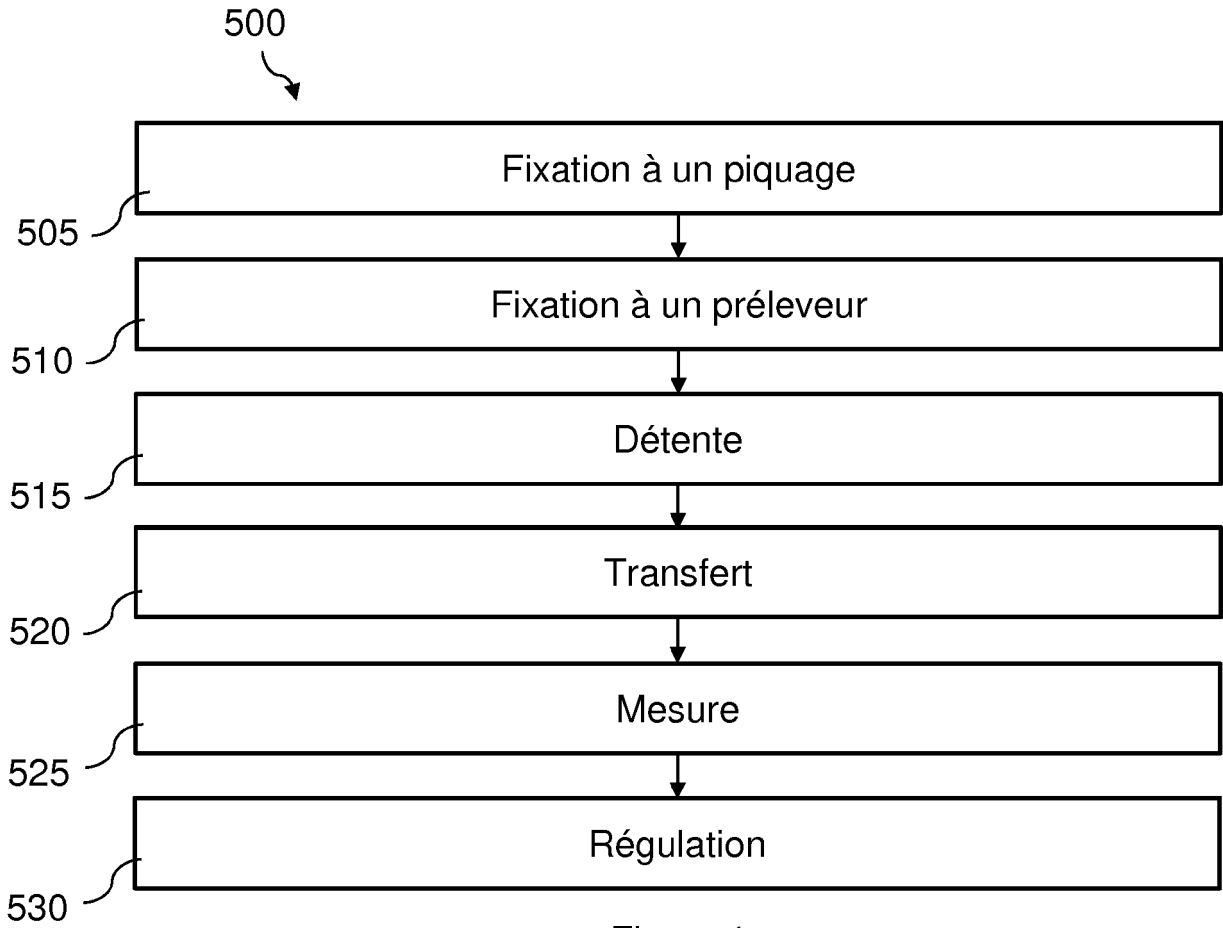 500
Fixation à un piquage
505
Fixation à un préleveur
510
Détente
515
Transfert
520
Mesure
525
Régulation
530